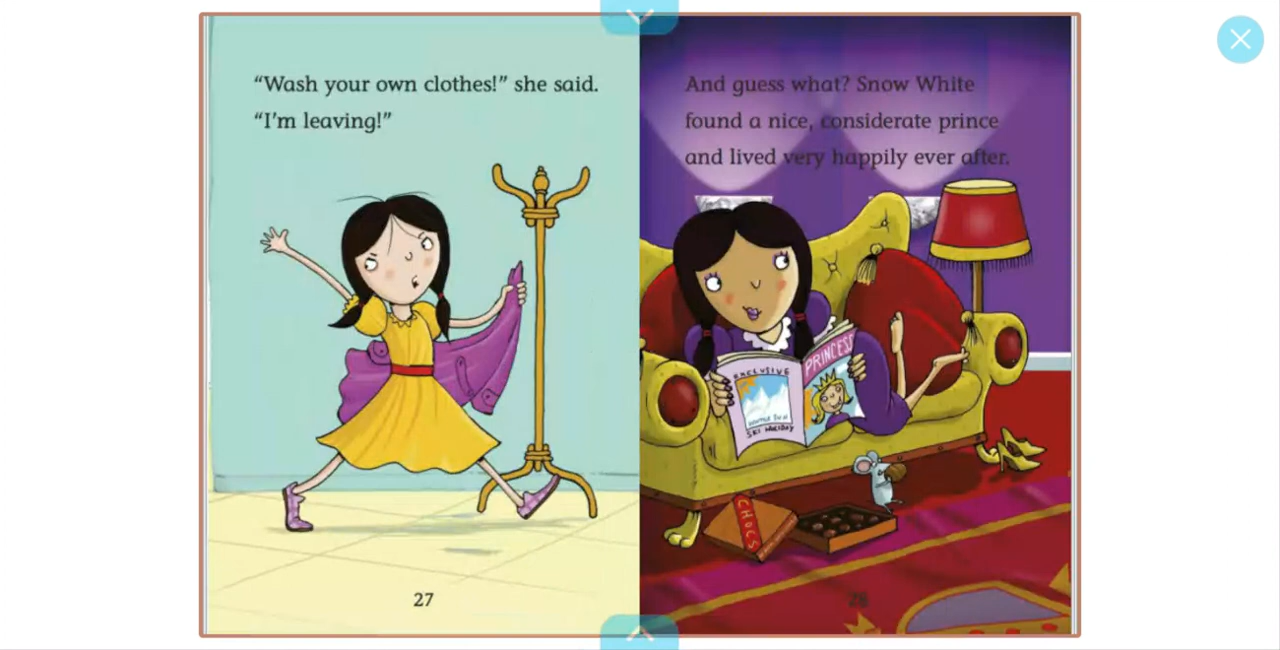 “Wash your own clothes!” she said.
“I’m leaving!”
27
And guess what? Snow White
found a nice, considerate prince
and lived very happily ever after.
EXCLUSIVE
SKI HOLIDAY
PRINCESS
CHOCS
28